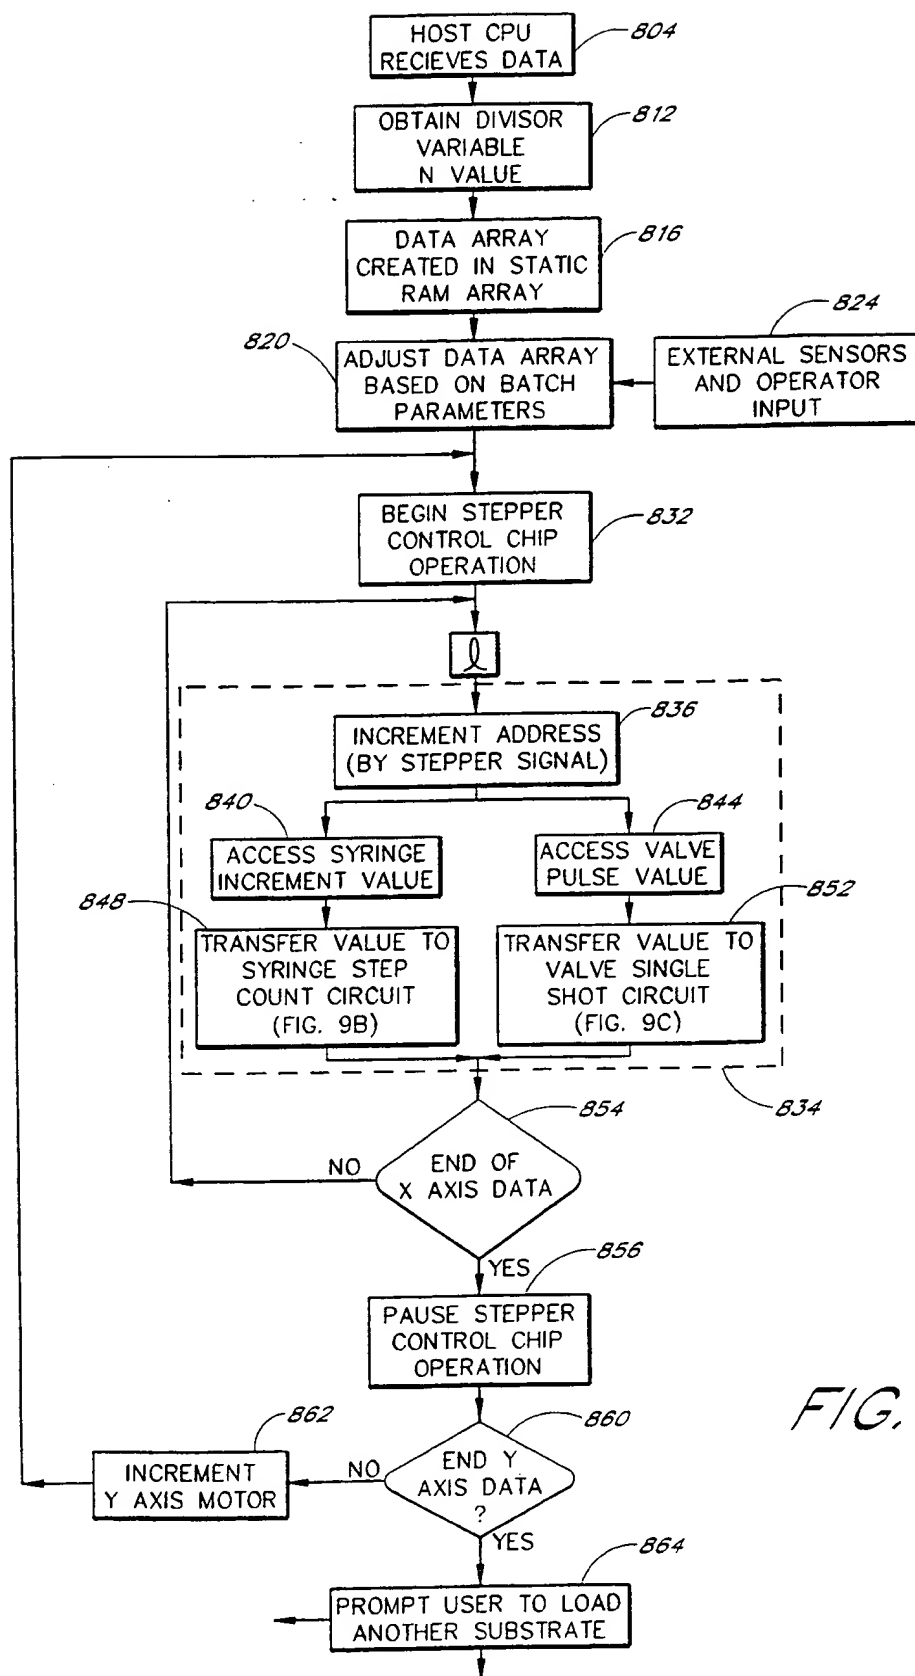 HOST CPU
RECIEVES DATA
804
OBTAIN DIVISOR
VARIABLE
N VALUE
812
DATA ARRAY
CREATED IN STATIC
RAM ARRAY
816
820
ADJUST DATA ARRAY
BASED ON BATCH
PARAMETERS
824
EXTERNAL SENSORS
AND OPERATOR
INPUT
BEGIN STEPPER
CONTROL CHIP
OPERATION
832
INCREMENT ADDRESS
(BY STEPPER SIGNAL)
836
840
ACCESS SYRINGE
INCREMENT VALUE
844
ACCESS VALVE
PULSE VALUE
848
TRANSFER VALUE TO
SYRINGE STEP
COUNT CIRCUIT
(FIG. 9B)
852
TRANSFER VALUE TO
VALVE SINGLE
SHOT CIRCUIT
(FIG. 9C)
834
854
END OF
X AXIS DATA
NO
YES
856
PAUSE STEPPER
CONTROL CHIP
OPERATION
FIG.
860
END Y
AXIS DATA
?
NO
862
INCREMENT
Y AXIS MOTOR
YES
864
PROMPT USER TO LOAD
ANOTHER SUBSTRATE